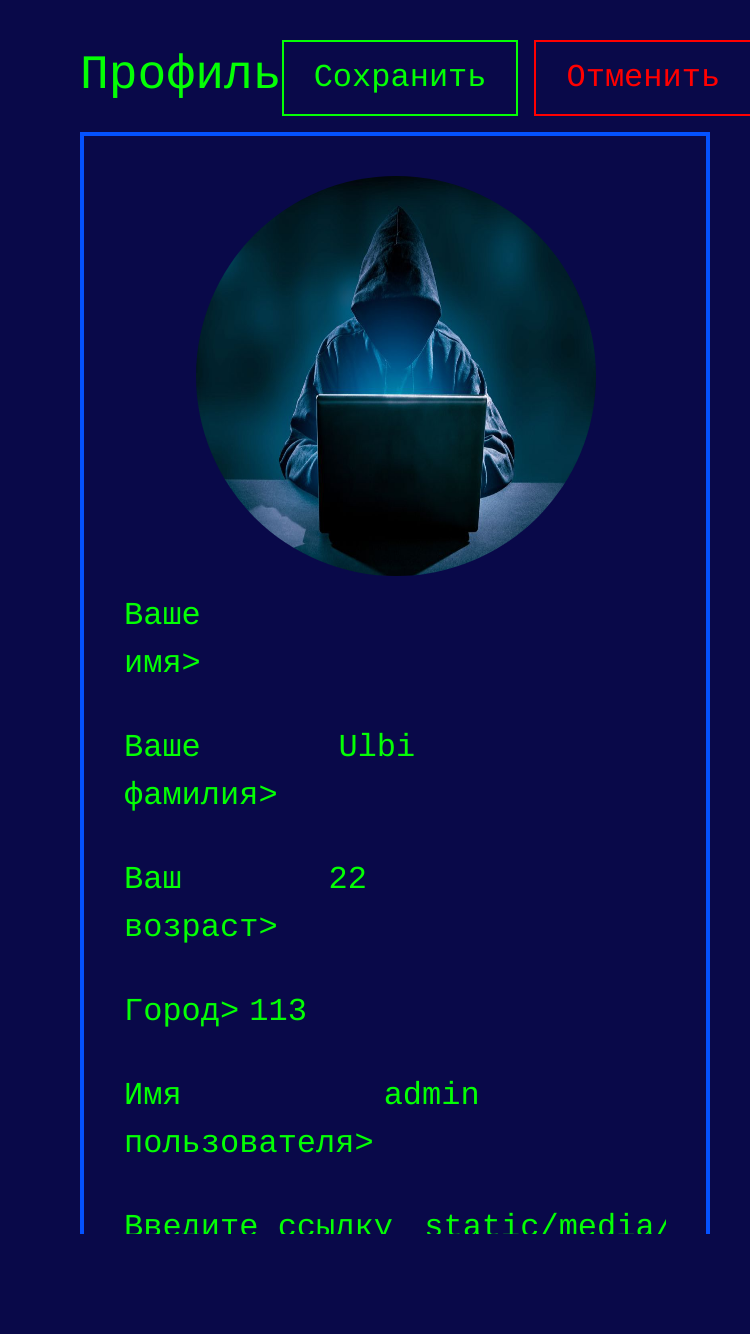 Профиль Сохранить Отменить
Ваше
имя>
Ваше Ulbi
фамилия>
Ваш 22
возраст>
Город> 113
Имя admin
пользователя>
Введите ссылку static/media/